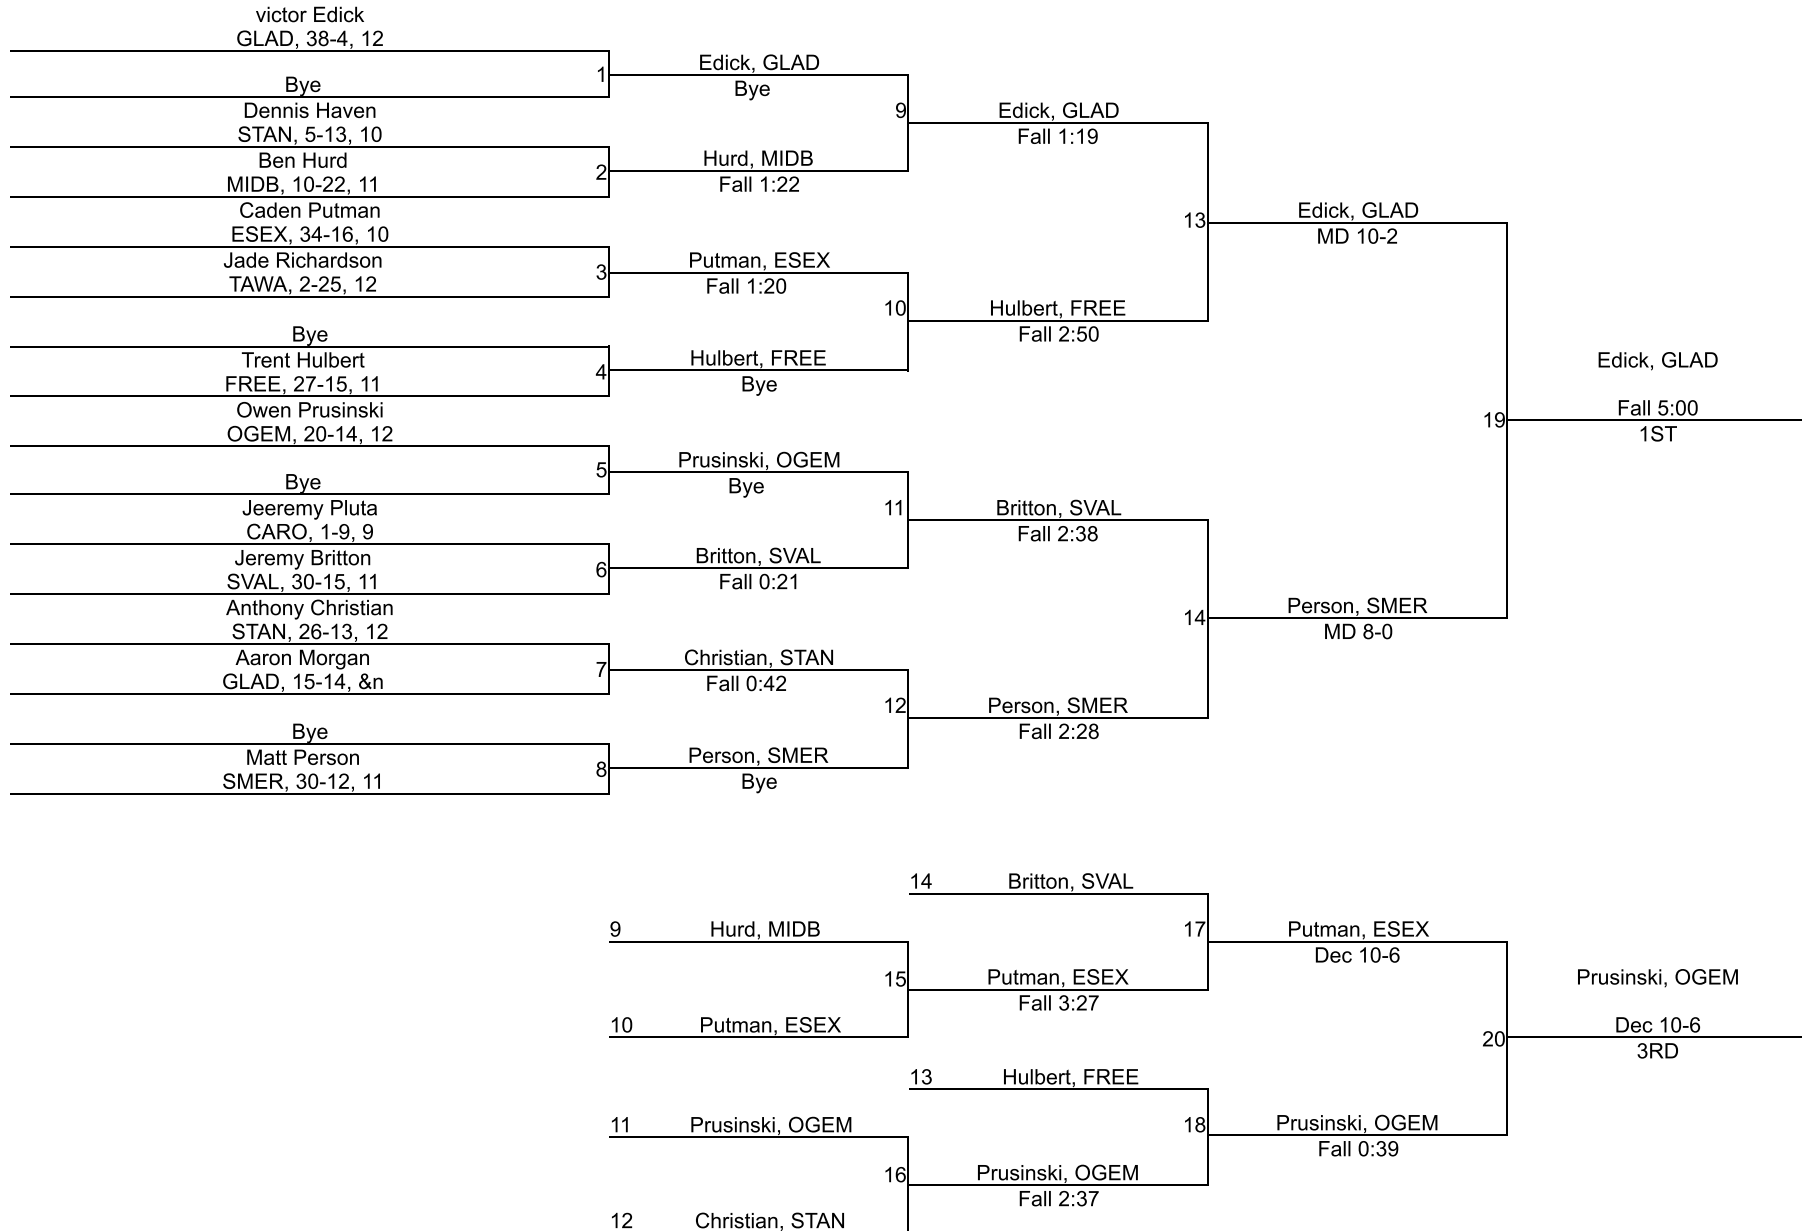 victor Edick
GLAD, 38-4, 12
Bye
Dennis Haven
STAN, 5-13, 10
Ben Hurd
MIDB, 10-22, 11
Caden Putman
ESEX, 34-16, 10
Jade Richardson
TAWA, 2-25, 12
Bye
Trent Hulbert
FREE, 27-15, 11
Owen Prusinski
OGEM, 20-14, 12
Bye
Jeeremy Pluta
CARO, 1-9, 9
Jeremy Britton
SVAL, 30-15, 11
Anthony Christian
STAN, 26-13, 12
Aaron Morgan
GLAD, 15-14, &n
Bye
Matt Person
SMER, 30-12, 11
1
Edick, GLAD
Bye
2
Hurd, MIDB
Fall 1:22
3
Putman, ESEX
Fall 1:20
4
Hulbert, FREE
Bye
5
Prusinski, OGEM
Bye
6
Britton, SVAL
Fall 0:21
7
Christian, STAN
Fall 0:42
8
Person, SMER
Bye
9
Edick, GLAD
Fall 1:19
10
Hulbert, FREE
Fall 2:50
11
Britton, SVAL
Fall 2:38
12
Person, SMER
Fall 2:28
13
Edick, GLAD
MD 10-2
14
Person, SMER
MD 8-0
19
Edick, GLAD
Fall 5:00
1ST
14
Britton, SVAL
9
Hurd, MIDB
10
Putman, ESEX
15
Putman, ESEX
Fall 3:27
13
Hulbert, FREE
11
Prusinski, OGEM
12
Christian, STAN
16
Prusinski, OGEM
Fall 2:37
17
Putman, ESEX
Dec 10-6
18
Prusinski, OGEM
Fall 0:39
20
Prusinski, OGEM
Dec 10-6
3RD